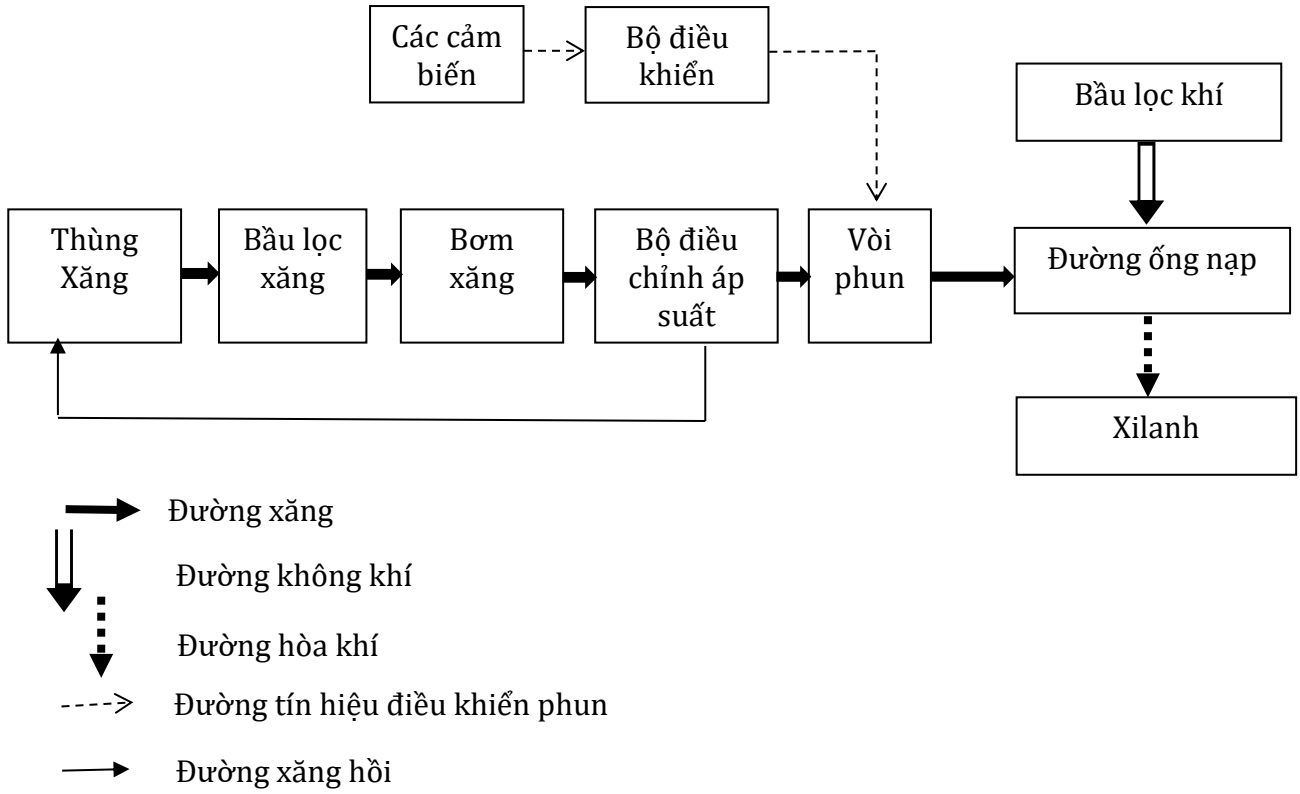 Các cảm
biến
Bộ điều
khiển
Bầu lọc khí
Thùng
Xăng
Bầu lọc
xăng
Bơm
xăng
Bộ điều
chỉnh áp
suất
Vòi
phun
Đường ống nạp
Xilanh
Đường xăng
Đường không khí
Đường hòa khí
Đường tín hiệu điều khiển phun
Đường xăng hồi